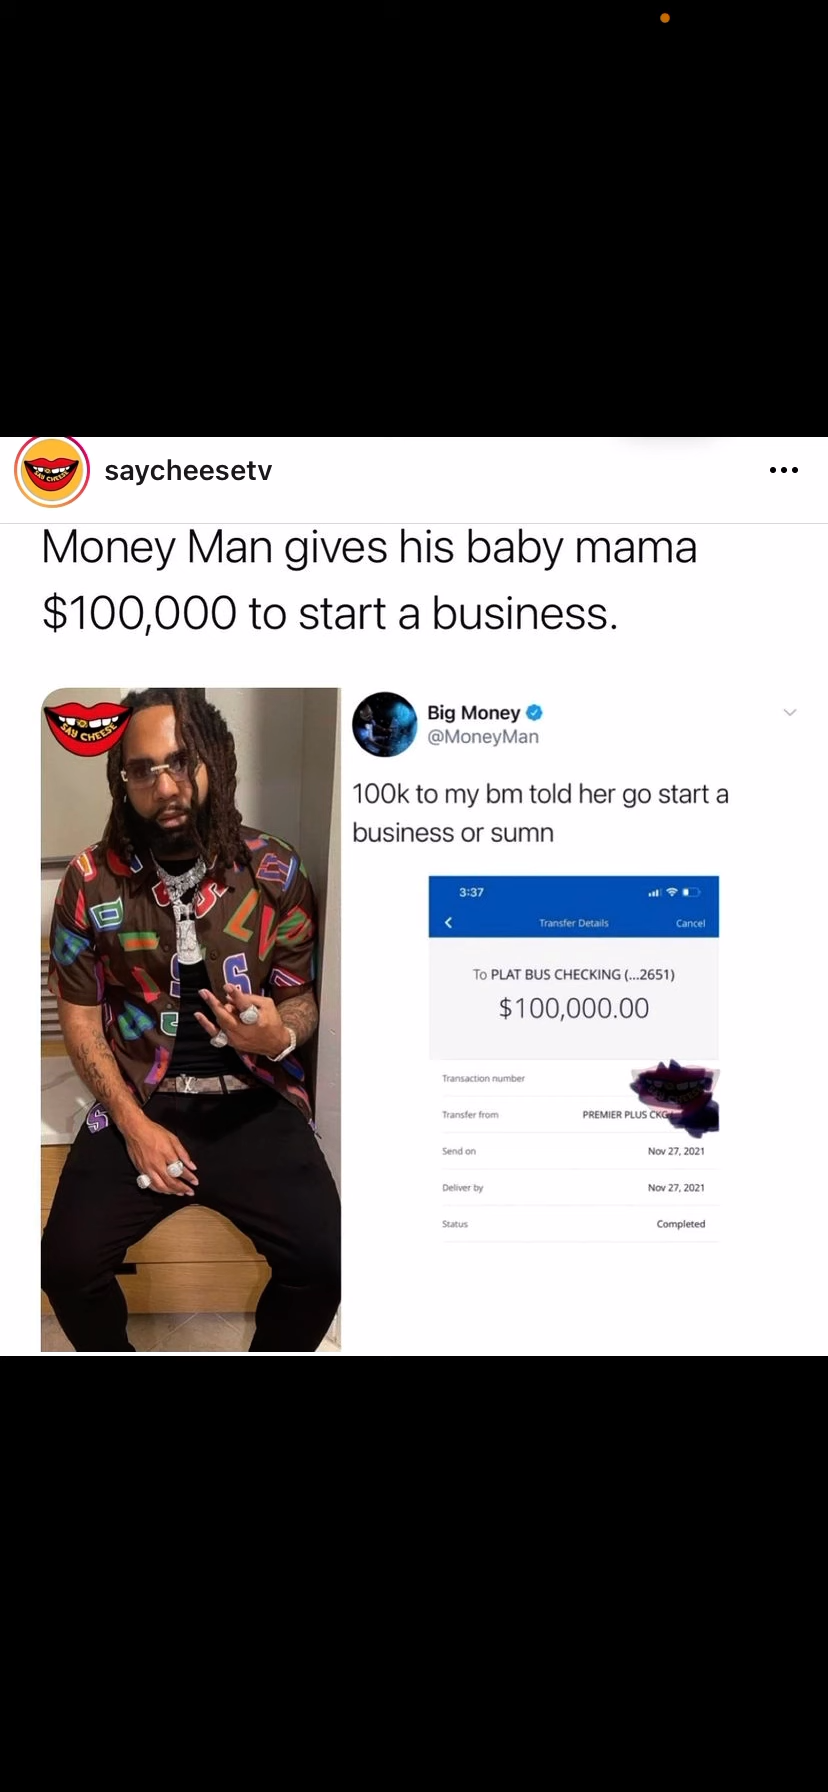 saycheesetv
Money Man gives his baby mama
$100,000 to start a business.
SAY CHEESE
Big Money
@MoneyMan
100k to my bm told her go start a
business or sumn
3:37
Transfer Details
Cancel
To PLAT BUS CHECKING (...2651)
$100,000.00
Transaction number
Transfer from
PREMIER PLUS CKG
Send on
Nov 27, 2021
Deliver by
Nov 27, 2021
Status
Completed